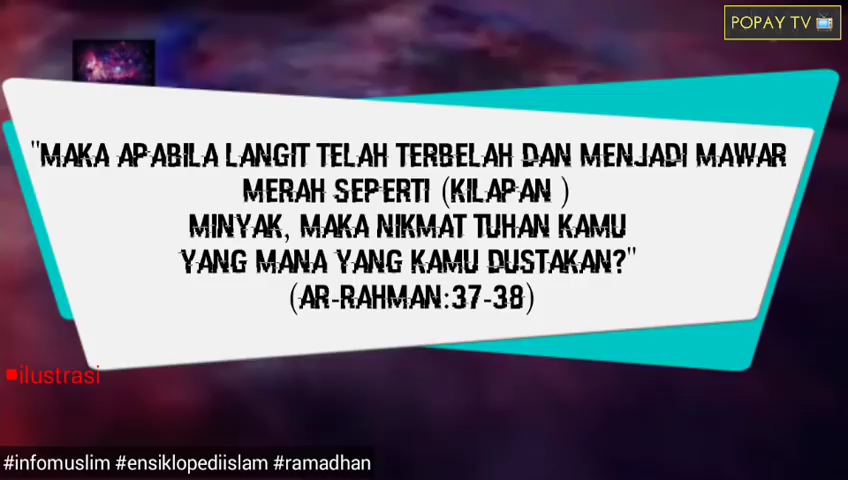 POPAY TV
"MAKA APABILA LANGIT TELAH TERBELAH DAN MENJADI MAWAR
MERAH SEPERTI (KILAPAN )
MINYAK, MAKA NIKMAT TUHAN KAMU
YANG MANA YANG KAMU DUSTAKAN?"
(AR-RAHMAN:37-38)
ilustrasi
#infomuslim #ensiklopediislam #ramadhan